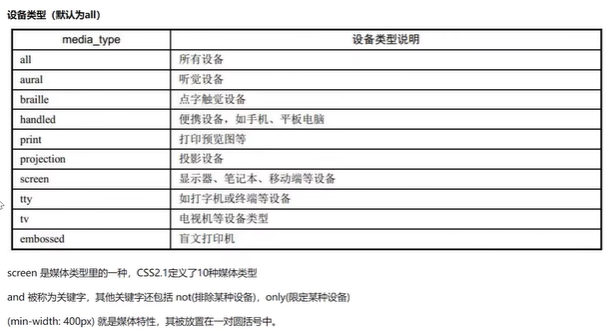 设备类型（默认为all）
media_type 设备类型说明
all 所有设备
aural 听觉设备
braille 点字触觉设备
handled 便携设备，如手机、平板电脑
print 打印预览图等
projection 投影设备
screen 显示器、笔记本、移动端等设备
tty 如打字机或终端等设备
tv 电视机等设备类型
embossed 盲文打印机
screen 是媒体类型里的一种，CSS2.1定义了10种媒体类型
and 被称为关键字，其他关键字还包括 not(排除某种设备)，only(限定某种设备)
(min-width: 400px) 就是媒体特性，其被放置在一对圆括号中。